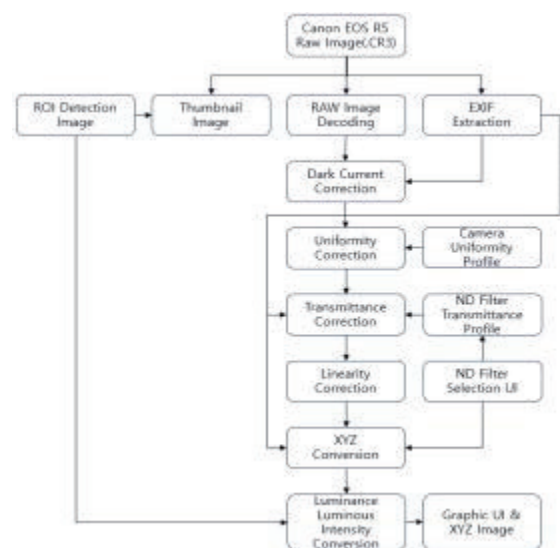 Canon EOS R5
Raw Image(.CR3)
ROI Detection
Image
Thumbnail
Image
RAW Image
Decoding
EXIF
Extraction
Dark Current
Correction
Uniformity
Correction
Camera
Uniformity
Profile
Transmittance
Correction
ND Filter
Transmittance
Profile
Linearity
Correction
ND Filter
Selection UI
XYZ
Conversion
Luminance
Luminous
Intensity
Conversion
Graphic UI &
XYZ Image